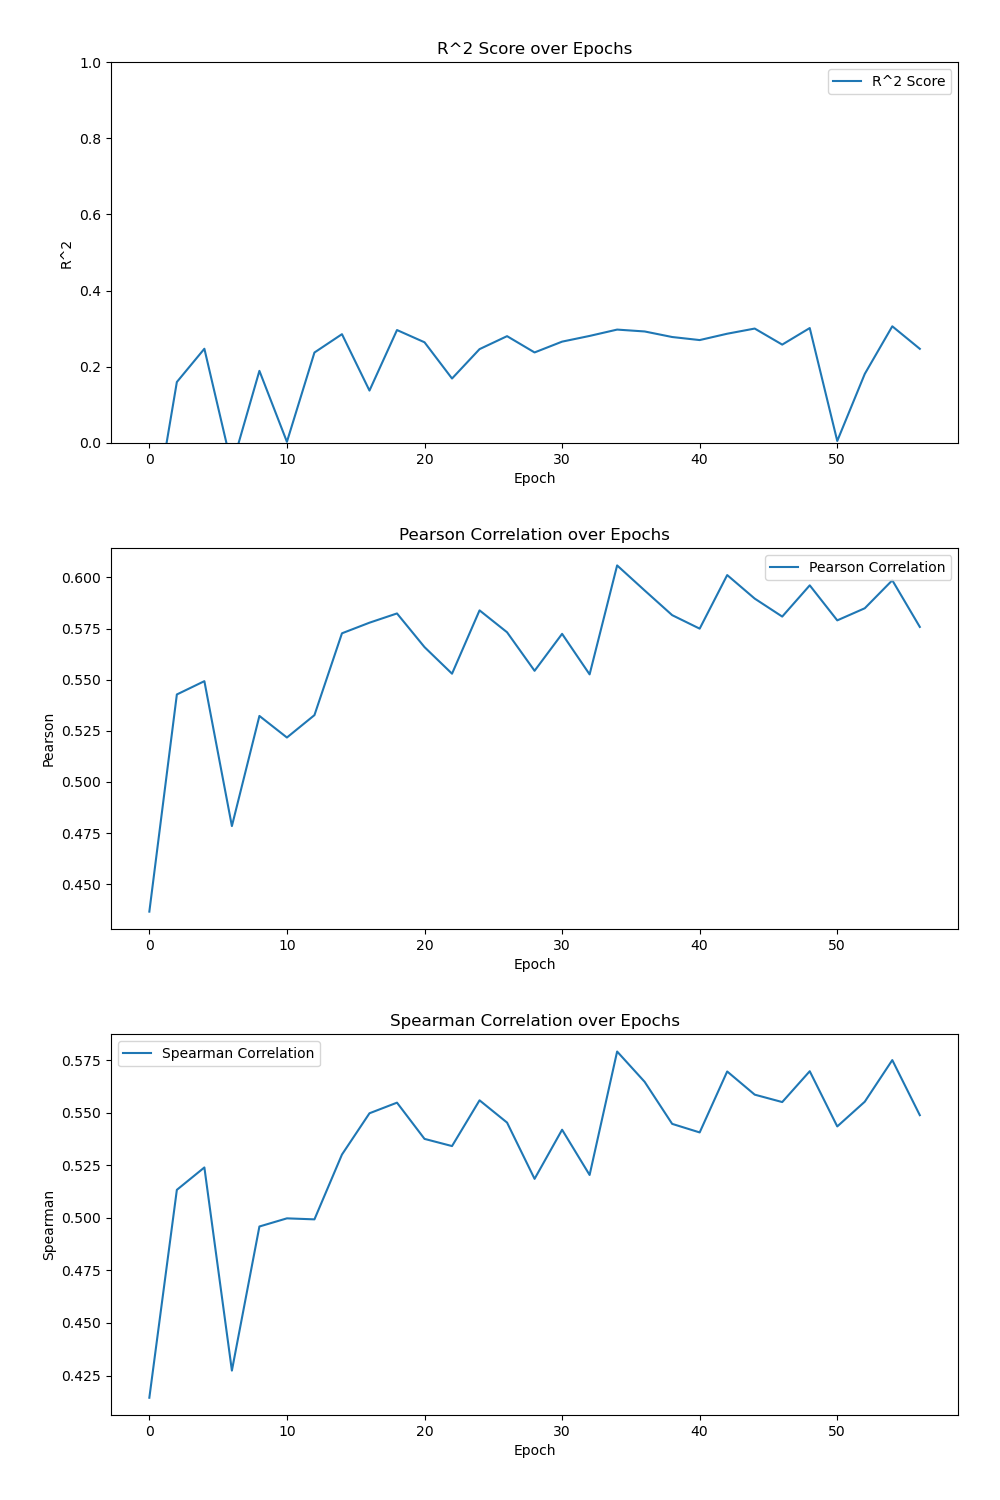 R^2 Score over Epochs
R^2 Score
1.0
0.8
0.6
0.4
0.2
0.0
R^2
0 10 20 30 40 50
Epoch
Pearson Correlation over Epochs
Pearson Correlation
0.600
0.575
0.550
0.525
0.500
0.475
0.450
Pearson
0 10 20 30 40 50
Epoch
Spearman Correlation over Epochs
Spearman Correlation
0.575
0.550
0.525
0.500
0.475
0.450
0.425
Spearman
0 10 20 30 40 50
Epoch